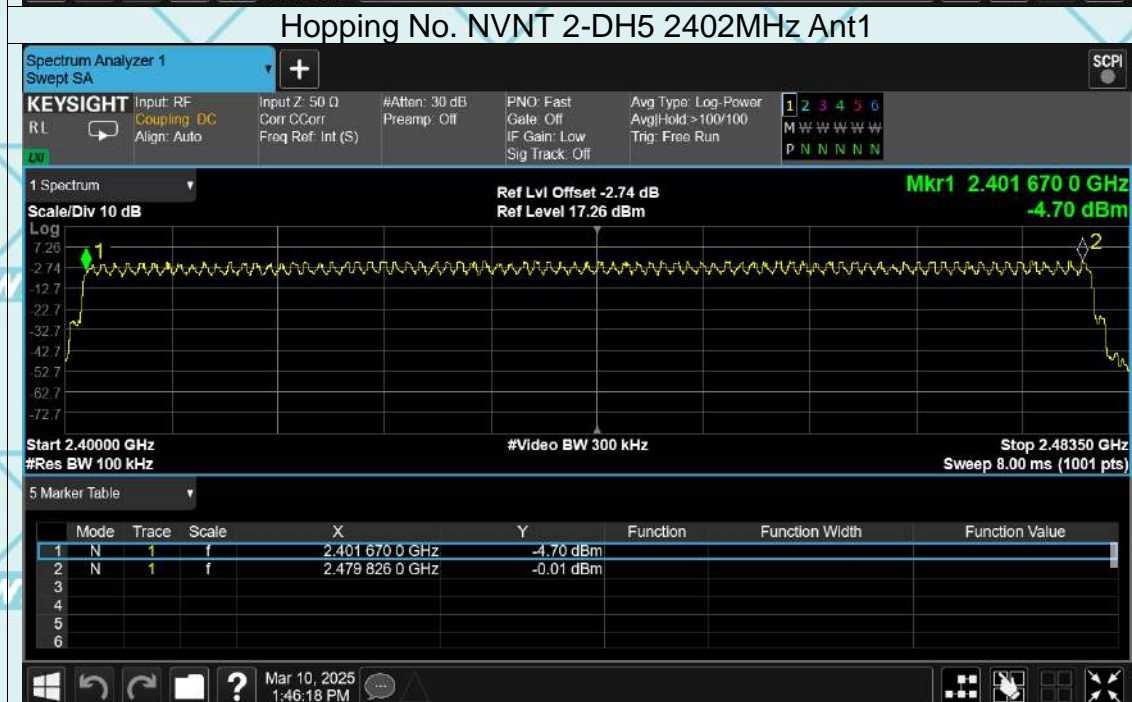 Hopping No. NVNT 2-DH5 2402MHz Ant1
Spectrum Analyzer 1
Swept SA
+
SCPI
KEYSIGHT Input: RF Input Z: 50 Ω #Atten: 30 dB PNO: Fast Avg Type: Log-Power 1 2 3 4 5 6
RL Coupling: DC Corr CCorr Preamp: Off Gate: Off Avg|Hold:>100/100 M W W W W W
Align: Auto Freq Ref: Int (S) IF Gain: Low Trig: Free Run P N N N N N
LXI Sig Track: Off
1 Spectrum Ref Lvl Offset -2.74 dB Mkr1 2.401 670 0 GHz
Scale/Div 10 dB Ref Level 17.26 dBm -4.70 dBm
Log
7.26
-2.74
-12.7
-22.7
-32.7
-42.7
-52.7
-62.7
-72.7
1
2
Start 2.40000 GHz #Video BW 300 kHz Stop 2.48350 GHz
#Res BW 100 kHz Sweep 8.00 ms (1001 pts)
5 Marker Table
Mode Trace Scale X Y Function Function Width Function Value
1 N 1 f 2.401 670 0 GHz -4.70 dBm
2 N 1 f 2.479 826 0 GHz -0.01 dBm
3
4
5
6
? Mar 10, 2025
1:46:18 PM